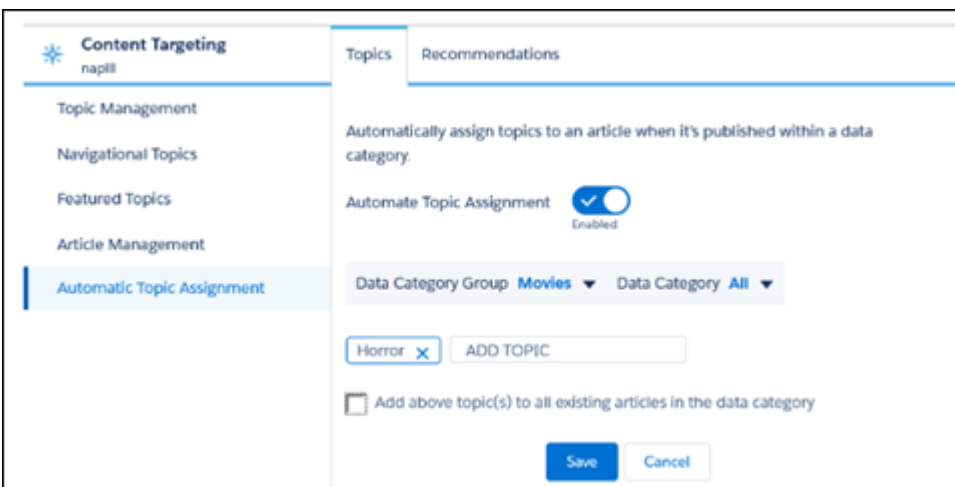 Content Targeting
napili
Topics
Recommendations
Topic Management
Navigational Topics
Featured Topics
Article Management
Automatic Topic Assignment
Automatically assign topics to an article when it's published within a data
category.
Automate Topic Assignment
Enabled
Data Category Group Movies
Data Category All
Horror
ADD TOPIC
Add above topic(s) to all existing articles in the data category
Save
Cancel